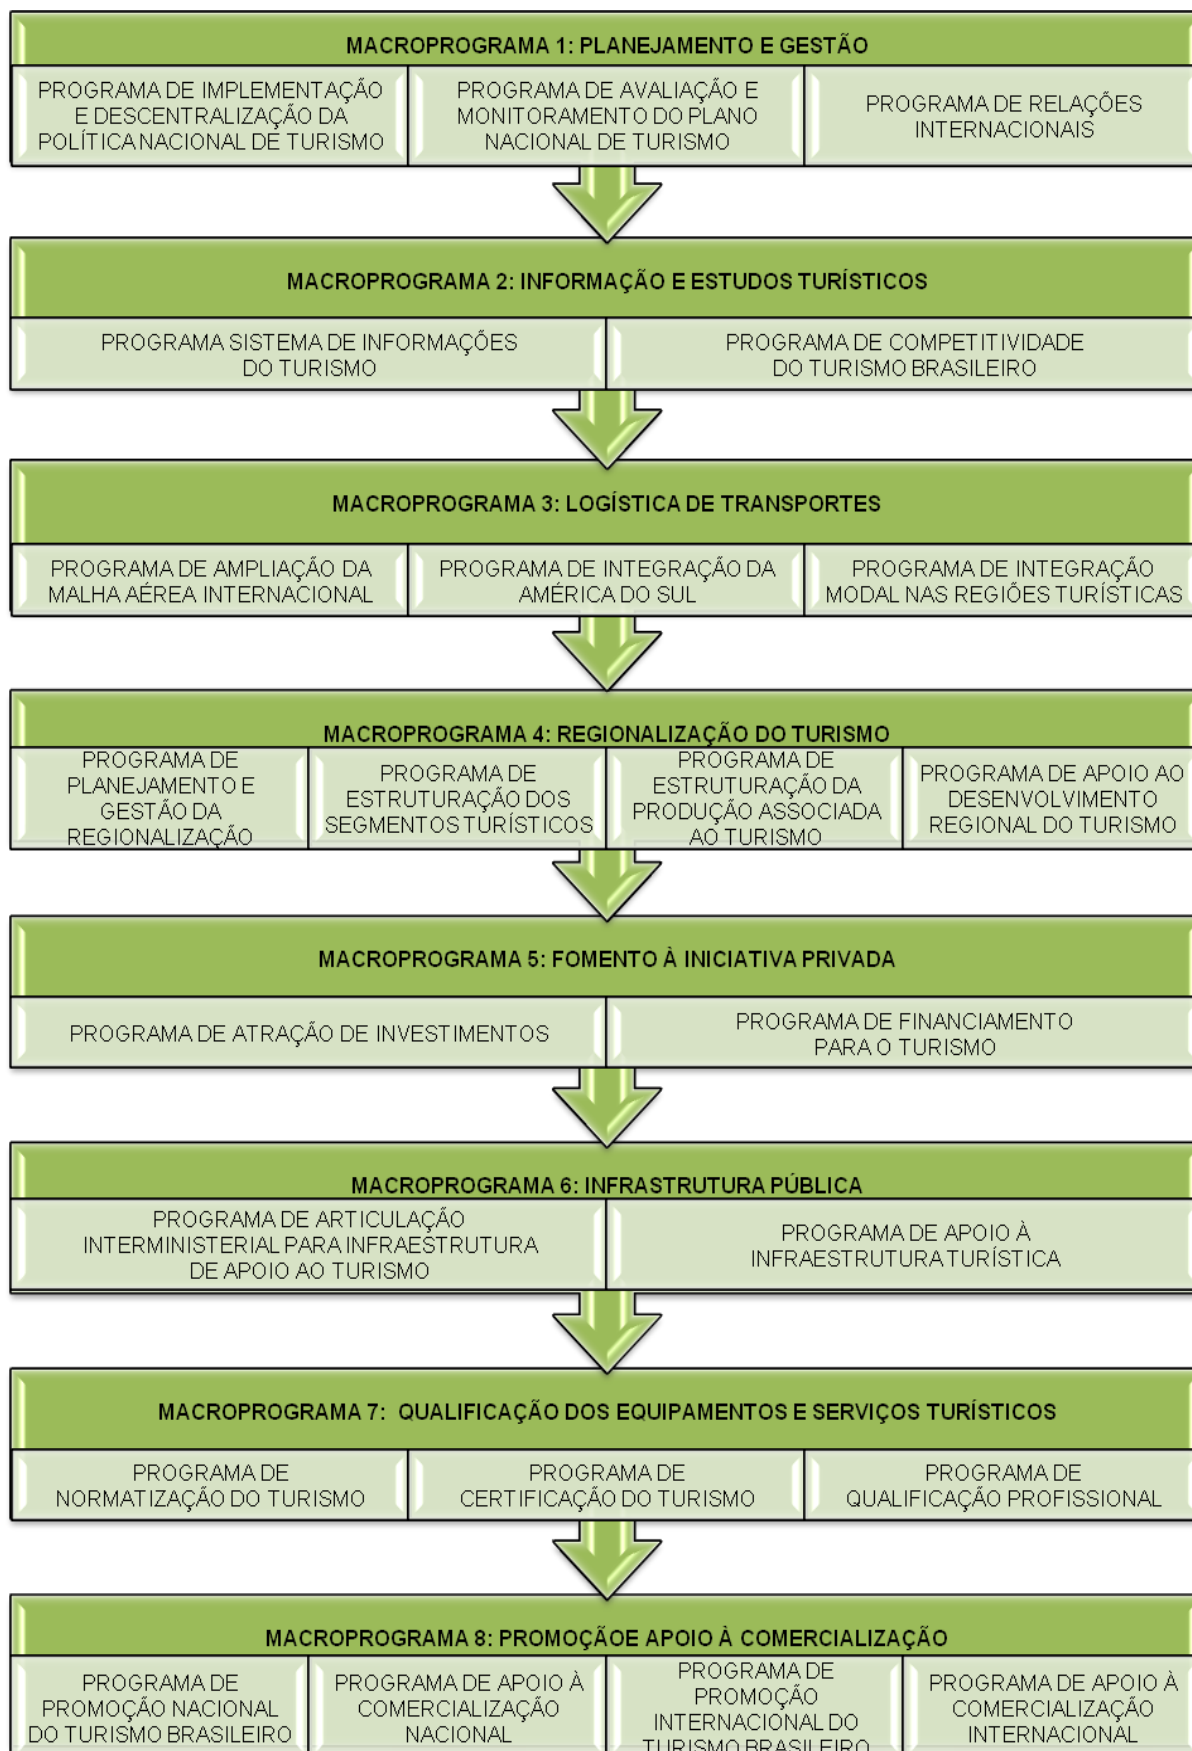 MACROPROGRAMA 1: PLANEJAMENTO E GESTÃO
PROGRAMA DE IMPLEMENTAÇÃO
E DESCENTRALIZAÇÃO DA
POLÍTICA NACIONAL DE TURISMO
PROGRAMA DE AVALIAÇÃO E
MONITORAMENTO DO PLANO
NACIONAL DE TURISMO
PROGRAMA DE RELAÇÕES
INTERNACIONAIS
MACROPROGRAMA 2: INFORMAÇÃO E ESTUDOS TURÍSTICOS
PROGRAMA SISTEMA DE INFORMAÇÕES
DO TURISMO
PROGRAMA DE COMPETITIVIDADE
DO TURISMO BRASILEIRO
MACROPROGRAMA 3: LOGÍSTICA DE TRANSPORTES
PROGRAMA DE AMPLIAÇÃO DA
MALHA AÉREA INTERNACIONAL
PROGRAMA DE INTEGRAÇÃO DA
AMÉRICA DO SUL
PROGRAMA DE INTEGRAÇÃO
MODAL NAS REGIÕES TURÍSTICAS
MACROPROGRAMA 4: REGIONALIZAÇÃO DO TURISMO
PROGRAMA DE
PLANEJAMENTO E
GESTÃO DA
REGIONALIZAÇÃO
PROGRAMA DE
ESTRUTURAÇÃO DOS
SEGMENTOS TURÍSTICOS
PROGRAMA DE
ESTRUTURAÇÃO DA
PRODUÇÃO ASSOCIADA
AO TURISMO
PROGRAMA DE APOIO AO
DESENVOLVIMENTO
REGIONAL DO TURISMO
MACROPROGRAMA 5: FOMENTO À INICIATIVA PRIVADA
PROGRAMA DE ATRAÇÃO DE INVESTIMENTOS
PROGRAMA DE FINANCIAMENTO
PARA O TURISMO
MACROPROGRAMA 6: INFRASTRUTURA PÚBLICA
PROGRAMA DE ARTICULAÇÃO
INTERMINISTERIAL PARA INFRAESTRUTURA
DE APOIO AO TURISMO
PROGRAMA DE APOIO À
INFRAESTRUTURA TURÍSTICA
MACROPROGRAMA 7: QUALIFICAÇÃO DOS EQUIPAMENTOS E SERVIÇOS TURÍSTICOS
PROGRAMA DE
NORMATIZAÇÃO DO TURISMO
PROGRAMA DE
CERTIFICAÇÃO DO TURISMO
PROGRAMA DE
QUALIFICAÇÃO PROFISSIONAL
MACROPROGRAMA 8: PROMOÇÃOE APOIO À COMERCIALIZAÇÃO
PROGRAMA DE
PROMOÇÃO NACIONAL
DO TURISMO BRASILEIRO
PROGRAMA DE APOIO À
COMERCIALIZAÇÃO
NACIONAL
PROGRAMA DE
PROMOÇÃO
INTERNACIONAL DO
TURISMO BRASILEIRO
PROGRAMA DE APOIO À
COMERCIALIZAÇÃO
INTERNACIONAL